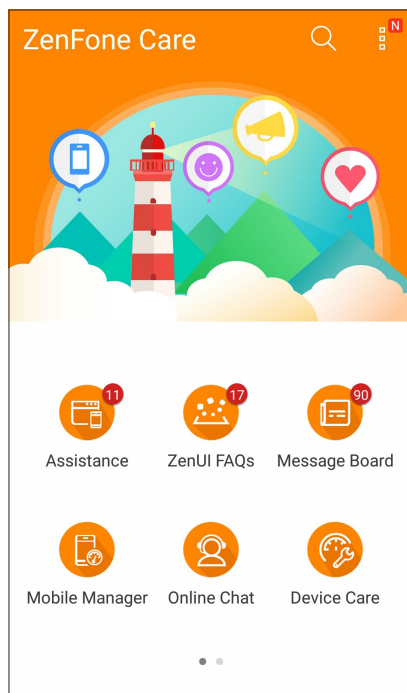 ZenFone Care
N
11
17
90
Assistance
ZenUI FAQs
Message Board
Mobile Manager
Online Chat
Device Care